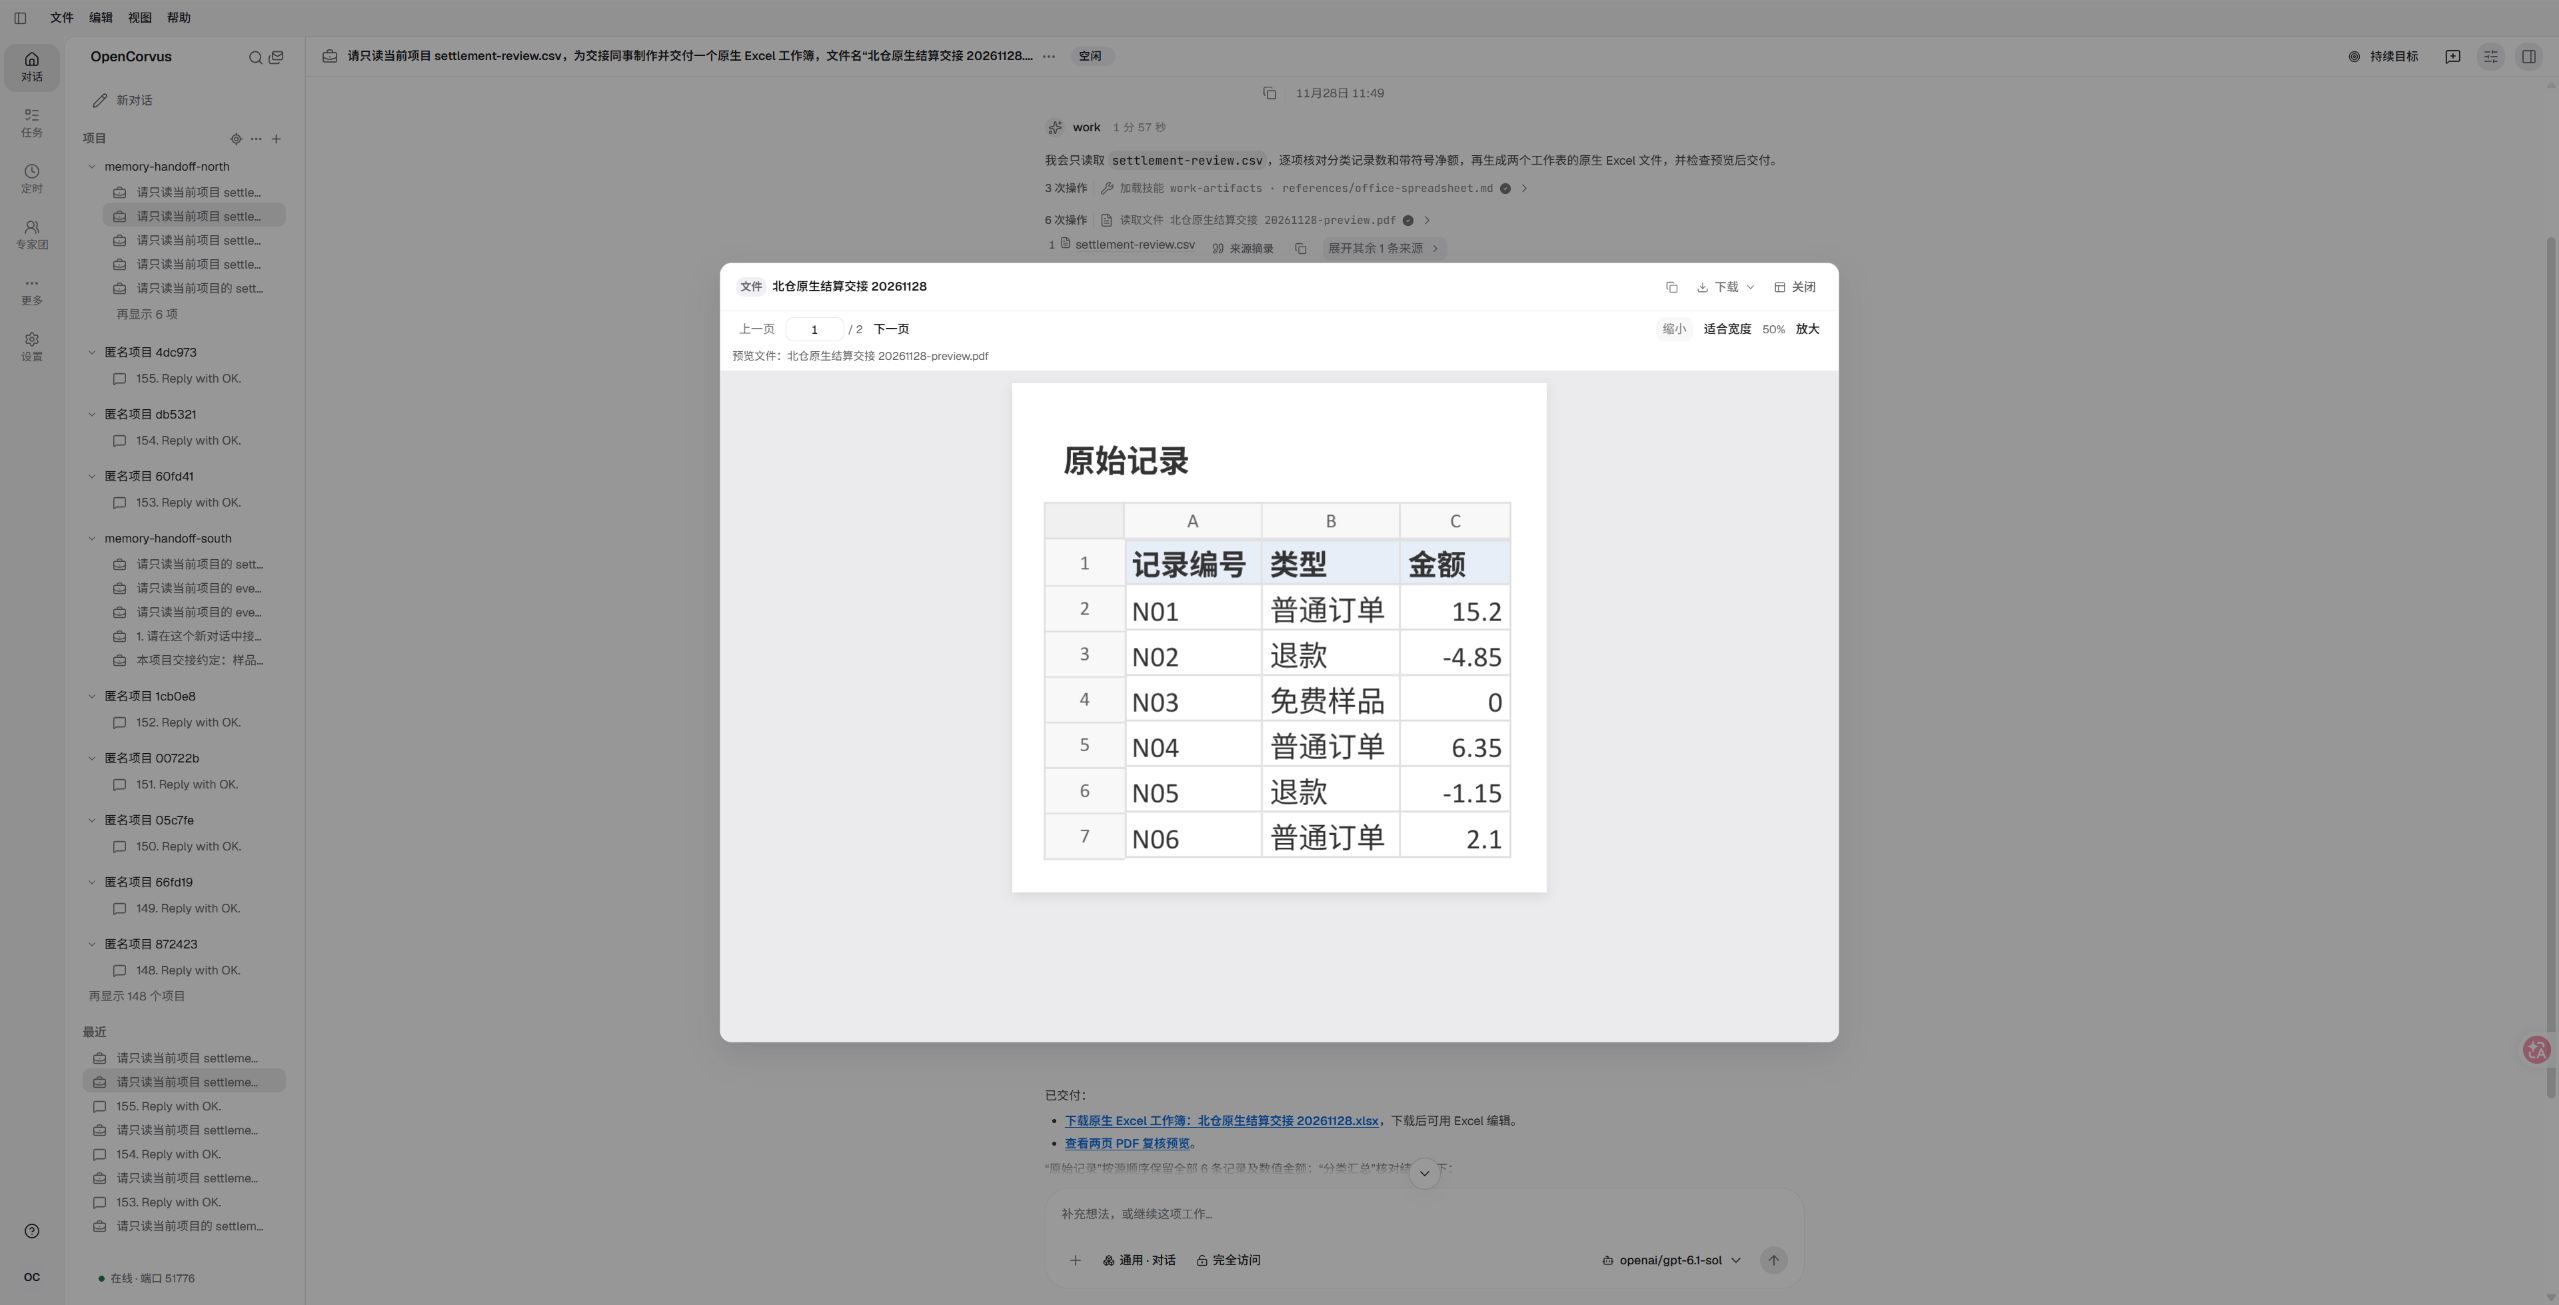 文件 编辑 视图 帮助
对话
任务
定时
专家团
更多
设置
OC
OpenCorvus
新对话
项目
memory-handoff-north
请只读当前项目 settle...
请只读当前项目 settle...
请只读当前项目 settle...
请只读当前项目 settle...
请只读当前项目的 sett...
再显示 6 项
匿名项目 4dc973
155. Reply with OK.
匿名项目 db5321
154. Reply with OK.
匿名项目 60fd41
153. Reply with OK.
memory-handoff-south
请只读当前项目的 sett...
请只读当前项目的 eve...
请只读当前项目的 eve...
1. 请在这个新对话中接...
本项目交接约定：样品...
匿名项目 1cb0e8
152. Reply with OK.
匿名项目 00722b
151. Reply with OK.
匿名项目 05c7fe
150. Reply with OK.
匿名项目 66fd19
149. Reply with OK.
匿名项目 872423
148. Reply with OK.
再显示 148 个项目
最近
请只读当前项目 settleme...
请只读当前项目 settleme...
155. Reply with OK.
请只读当前项目 settleme...
154. Reply with OK.
请只读当前项目 settleme...
153. Reply with OK.
请只读当前项目的 settlem...
在线 · 端口 51776
请只读当前项目 settlement-review.csv，为交接同事制作并交付一个原生 Excel 工作簿，文件名“北仓原生结算交接 20261128.... ··· 空闲
持续目标
11月28日 11:49
work 1 分 57 秒
我会只读取 settlement-review.csv，逐项核对分类记录数和带符号净额，再生成两个工作表的原生 Excel 文件，并检查预览后交付。
3 次操作 加载技能 work-artifacts · references/office-spreadsheet.md
6 次操作 读取文件 北仓原生结算交接 20261128-preview.pdf
1 settlement-review.csv 来源摘录 展开其余 1 条来源
文件 北仓原生结算交接 20261128 下载 关闭
上一页 1 / 2 下一页 缩小 适合宽度 50% 放大
预览文件：北仓原生结算交接 20261128-preview.pdf
原始记录
A B C
1 记录编号 类型 金额
2 N01 普通订单 15.2
3 N02 退款 -4.85
4 N03 免费样品 0
5 N04 普通订单 6.35
6 N05 退款 -1.15
7 N06 普通订单 2.1
已交付：
• 下载原生 Excel 工作簿：北仓原生结算交接 20261128.xlsx，下载后可用 Excel 编辑。
• 查看两页 PDF 复核预览。
“原始记录”按源顺序保留全部 6 条记录及数值金额；“分类汇总”核对结 下：
补充想法，或继续这项工作...
通用 · 对话 完全访问 openai/gpt-6.1-sol